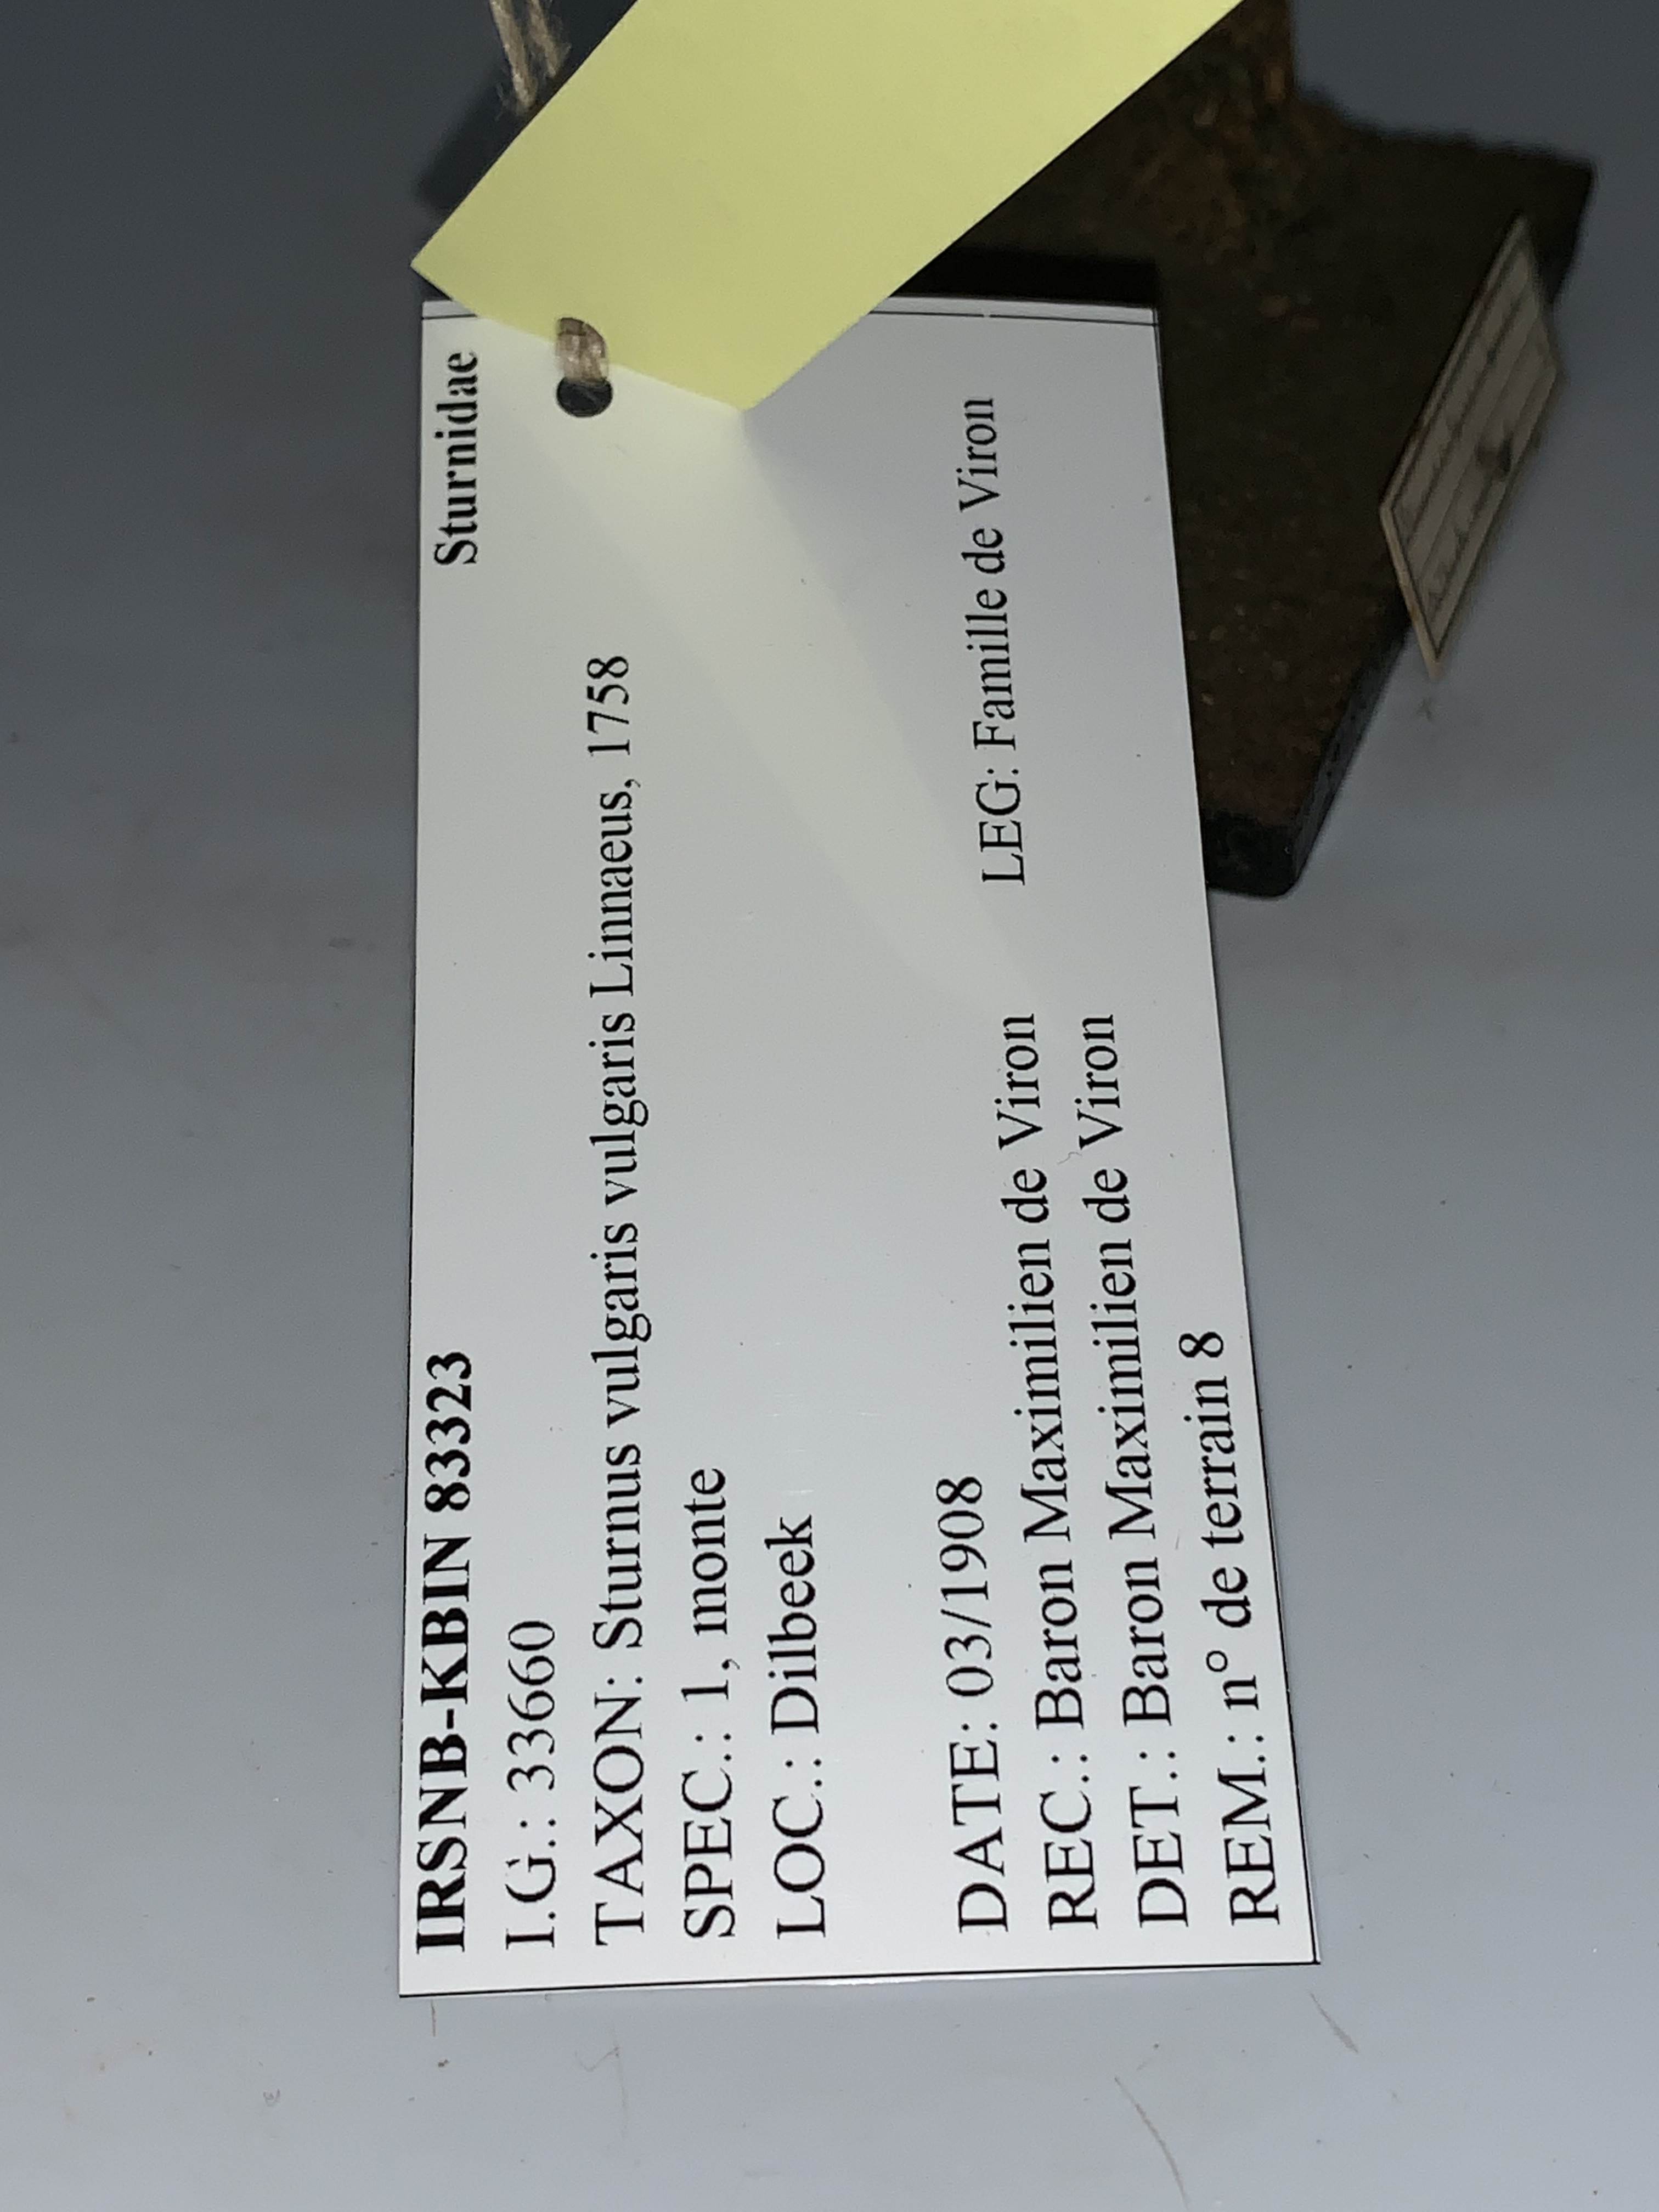 IRSNB-KBIN 83323 Sturnidae
I.G.: 33660
TAXON: Sturnus vulgaris vulgaris Linnaeus, 1758
SPEC.: 1, monte
LOC.: Dilbeek
DATE: 03/1908
REC.: Baron Maximilien de Viron LEG: Famille de Viron
DET.: Baron Maximilien de Viron
REM.: n° de terrain 8